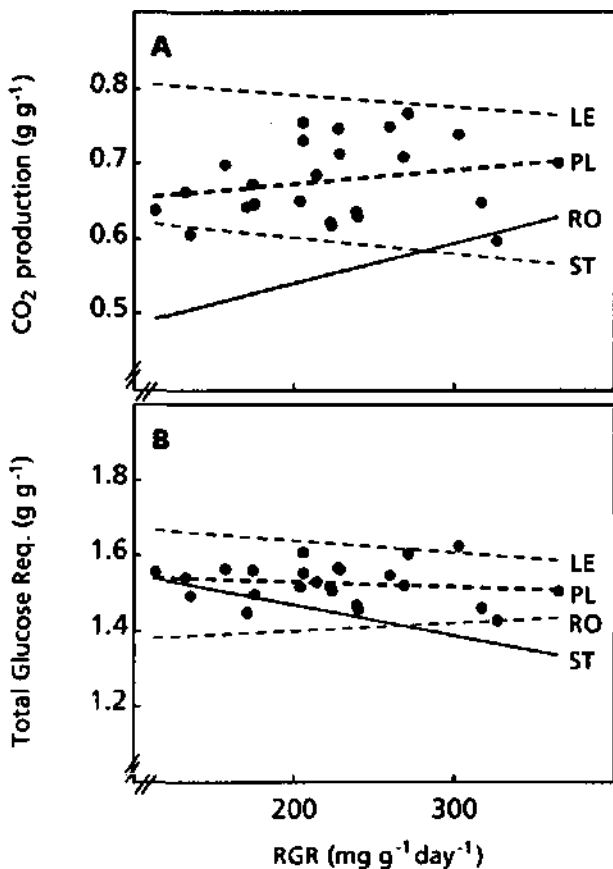 A
CO₂ production (g g⁻¹)
0.8
0.7
0.6
0.5
LE
PL
RO
ST
B
Total Glucose Req. (g g⁻¹)
1.8
1.6
1.4
1.2
LE
PL
RO
ST
200
300
RGR (mg g⁻¹ day⁻¹)